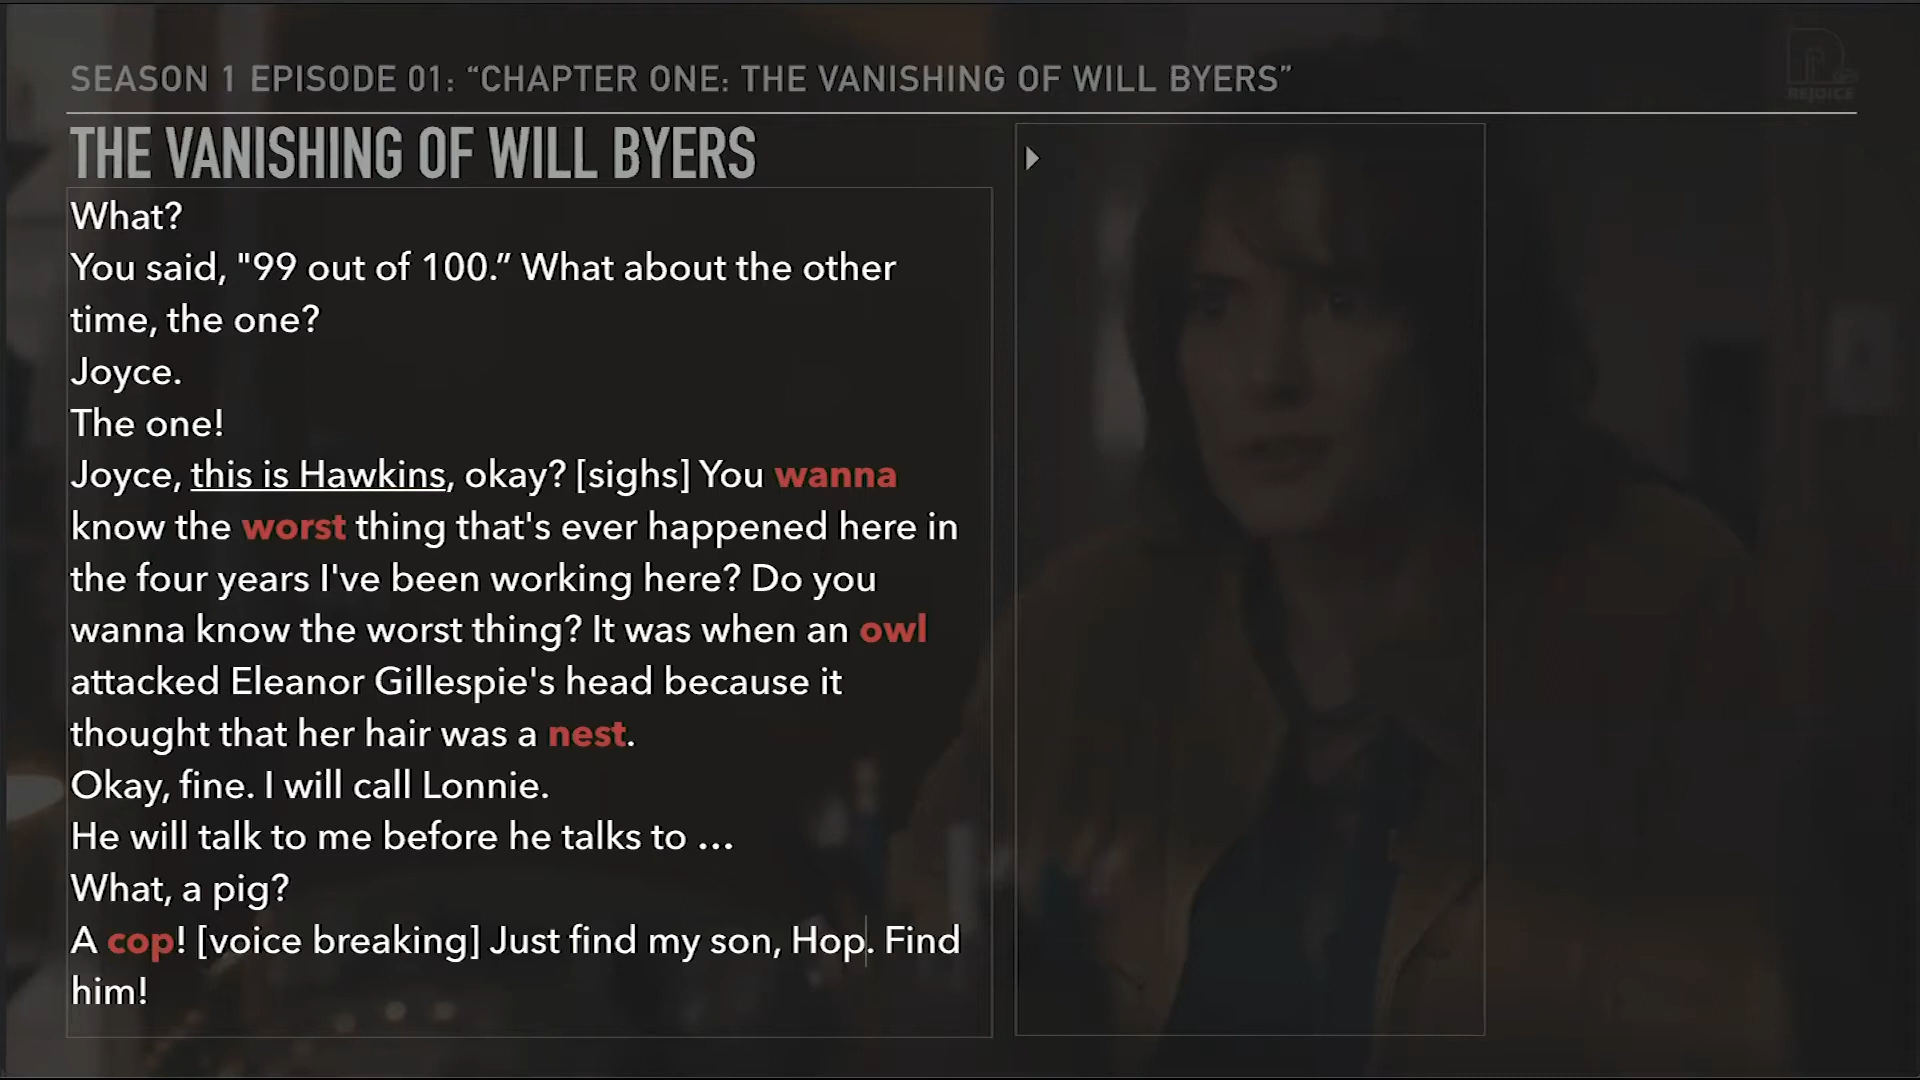 SEASON 1 EPISODE 01: “CHAPTER ONE: THE VANISHING OF WILL BYERS”
REJOICE
THE VANISHING OF WILL BYERS
What?
You said, "99 out of 100.” What about the other
time, the one?
Joyce.
The one!
Joyce, this is Hawkins, okay? [sighs] You wanna
know the worst thing that's ever happened here in
the four years I've been working here? Do you
wanna know the worst thing? It was when an owl
attacked Eleanor Gillespie's head because it
thought that her hair was a nest.
Okay, fine. I will call Lonnie.
He will talk to me before he talks to …
What, a pig?
A cop! [voice breaking] Just find my son, Hop. Find
him!